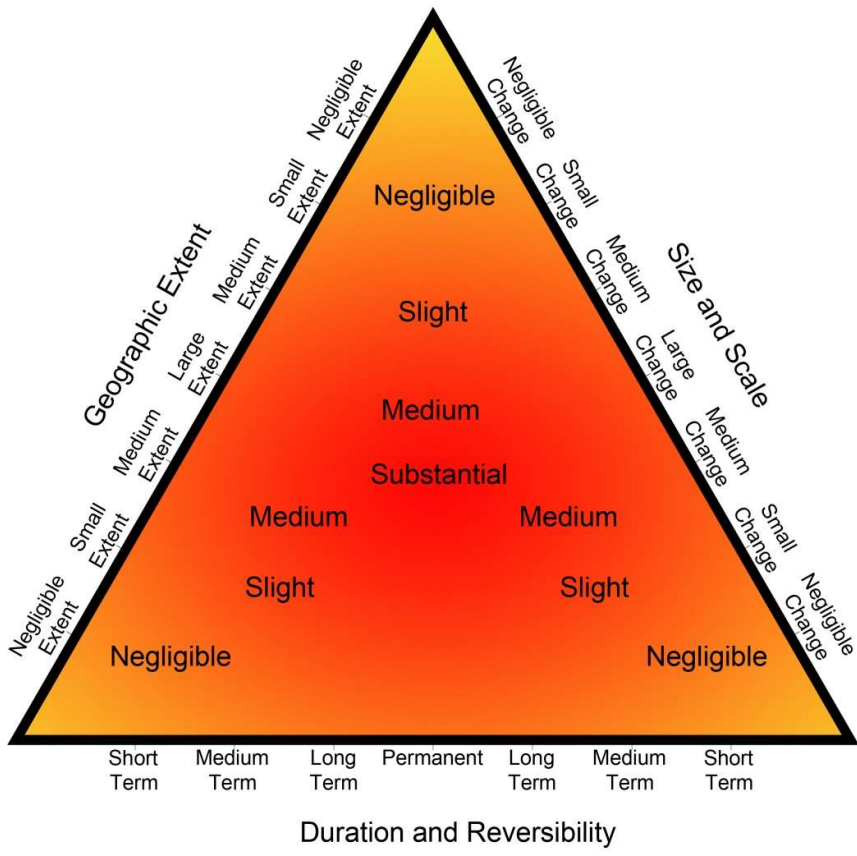 Negligible
Extent
Small
Extent
Medium
Extent
Large
Extent
Medium
Extent
Small
Extent
Negligible
Extent
Geographic Extent
Negligible
Change
Small
Change
Medium
Change
Large
Change
Medium
Change
Small
Change
Negligible
Change
Size and Scale
Negligible
Slight
Medium
Substantial
Medium
Medium
Slight
Slight
Negligible
Negligible
Short
Term
Medium
Term
Long
Term
Permanent
Long
Term
Medium
Term
Short
Term
Duration and Reversibility